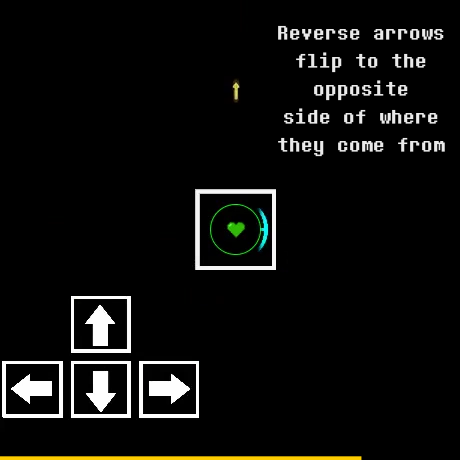 Reverse arrows
flip to the
opposite
side of where
they come from